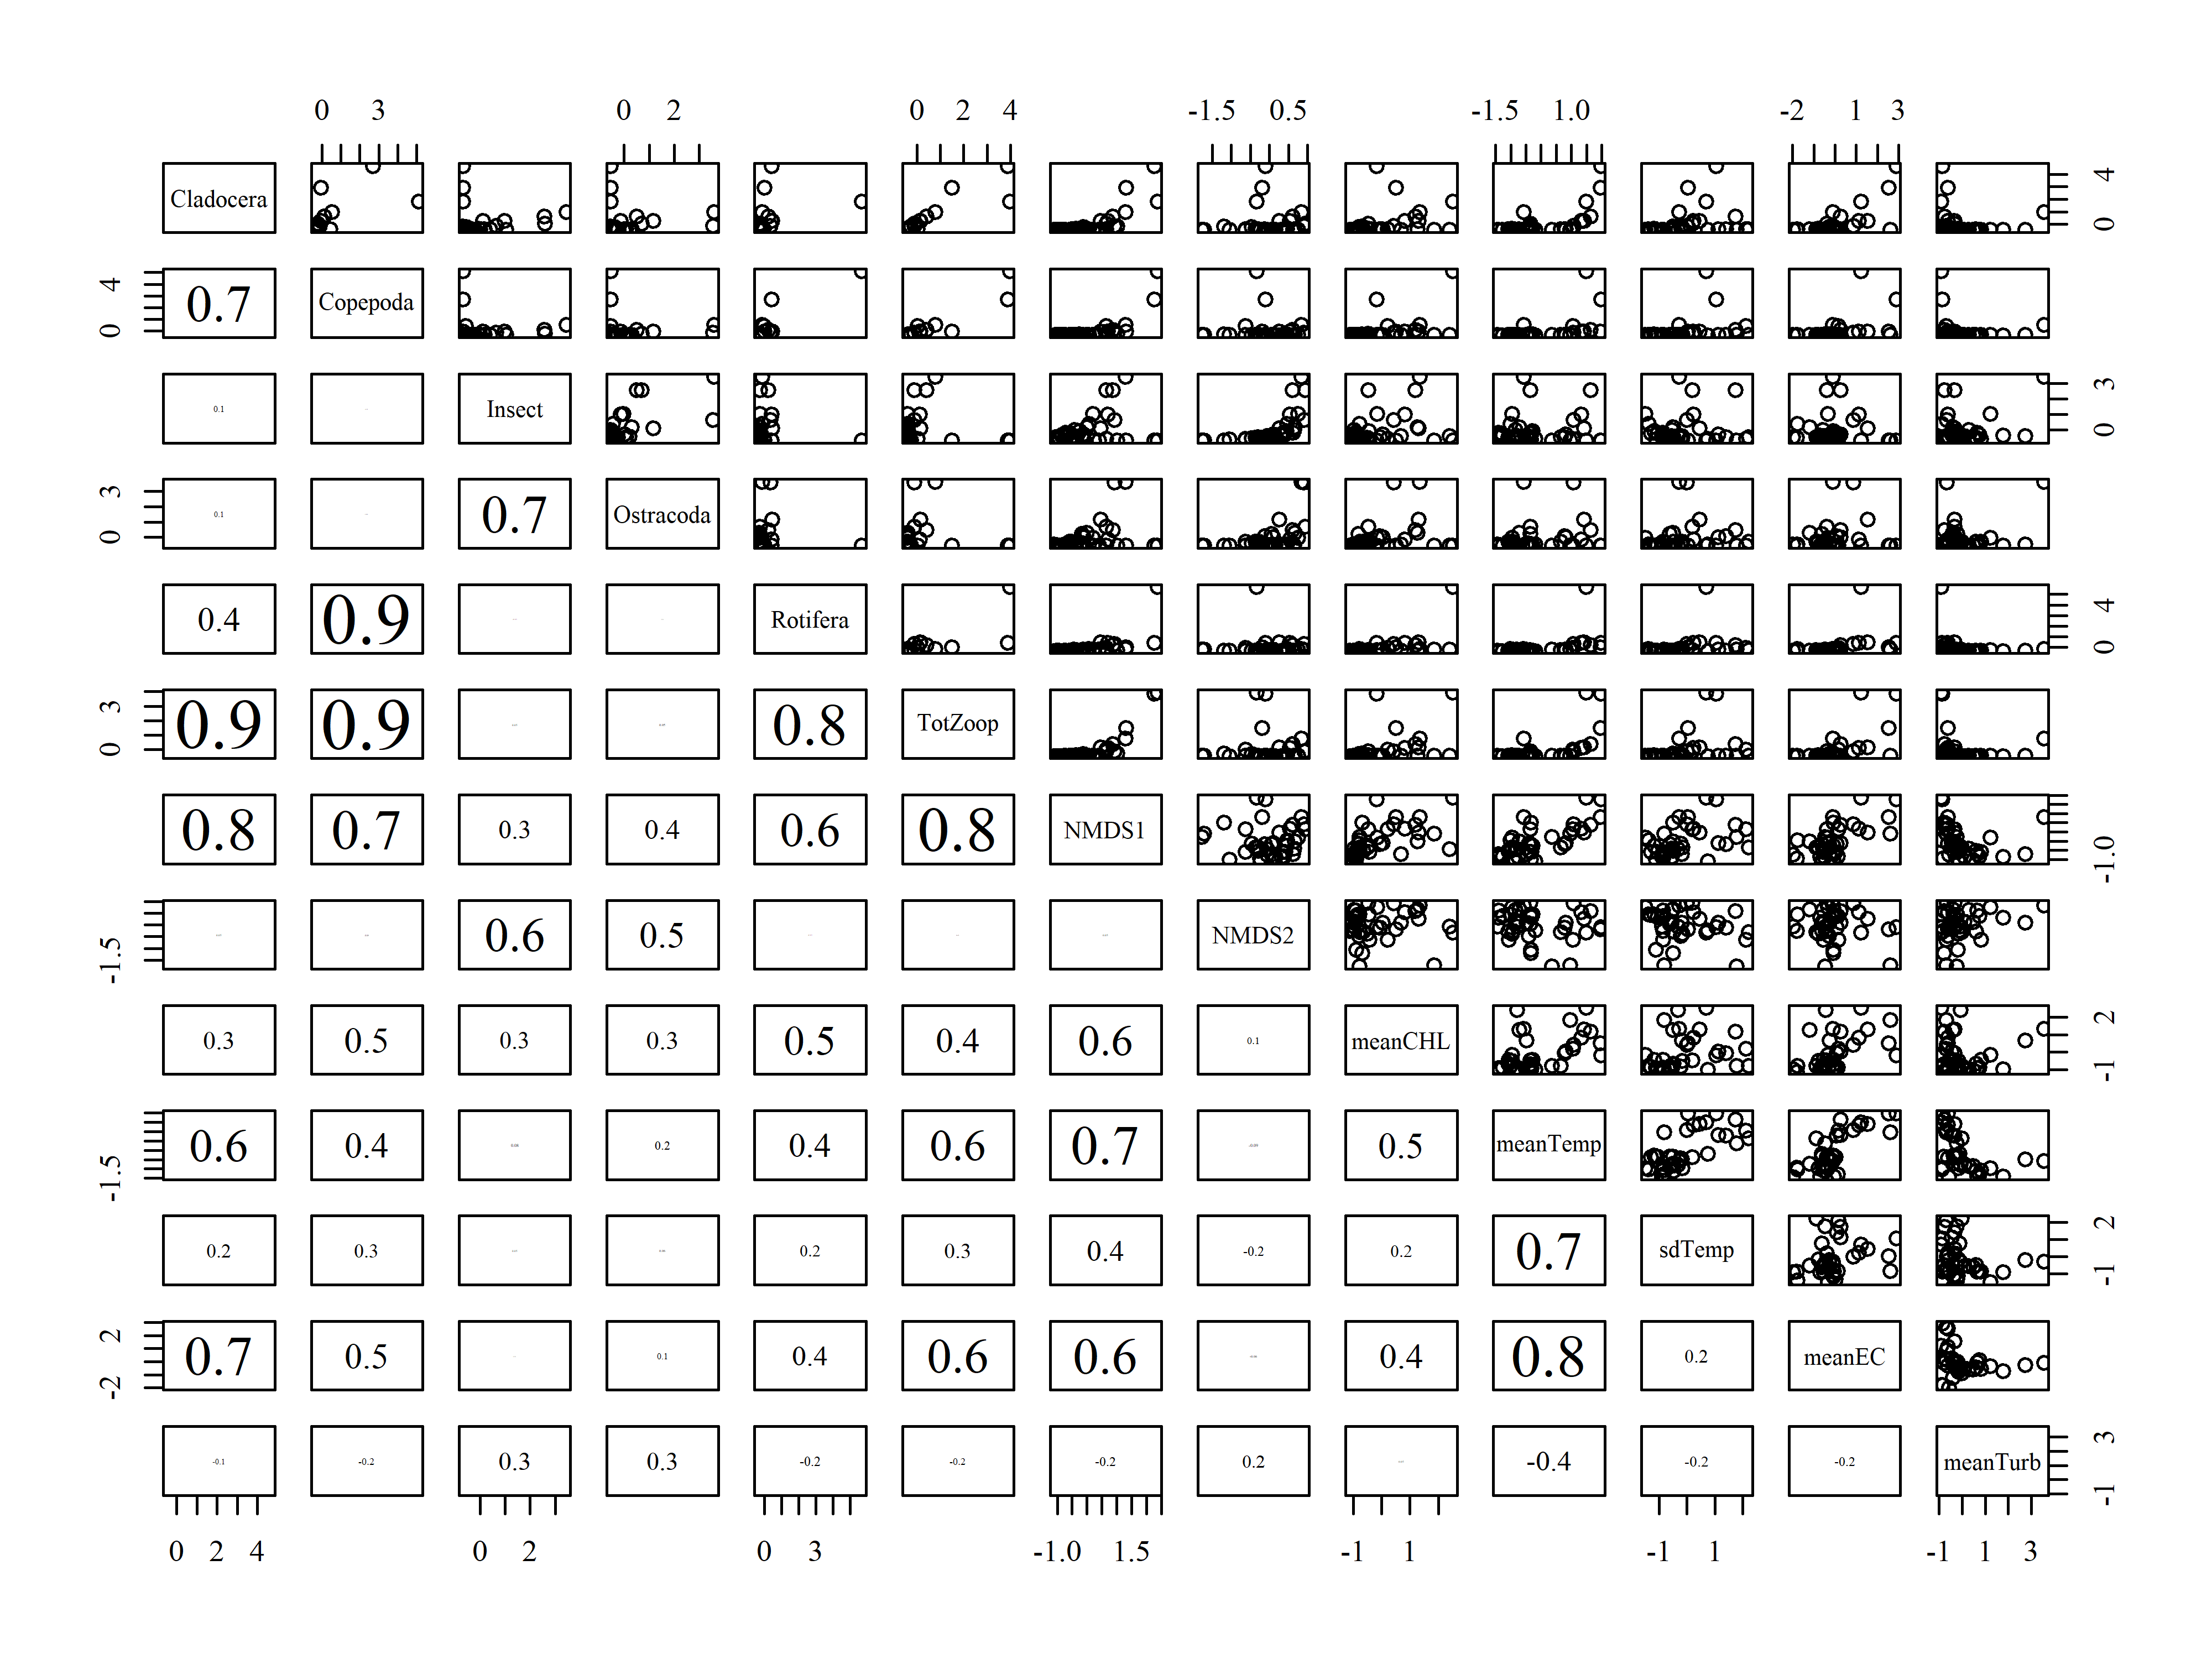 0 3 0 2 0 2 4 -1.5 0.5 -1.5 1.0 -2 1 3
Cladocera 0 4
0 4 0.7 Copepoda
0.1 Insect 0 3
0 3 0.1 0.7 Ostracoda
0.4 0.9 Rotifera 0 4
0 3 0.9 0.9 0.8 TotZoop
0.8 0.7 0.3 0.4 0.6 0.8 NMDS1 -1.0
-1.5 0.6 0.5 NMDS2
0.3 0.5 0.3 0.3 0.5 0.4 0.6 0.1 meanCHL -1 2
-1.5 0.6 0.4 0.2 0.4 0.6 0.7 0.5 meanTemp
0.2 0.3 0.2 0.3 0.4 -0.2 0.2 0.7 sdTemp -1 2
-2 2 0.7 0.5 0.1 0.4 0.6 0.6 0.4 0.8 0.2 meanEC
-0.1 -0.2 0.3 0.3 -0.2 -0.2 -0.2 0.2 -0.4 -0.2 -0.2 meanTurb -1 3
0 2 4 0 2 0 3 -1.0 1.5 -1 1 -1 1 -1 1 3